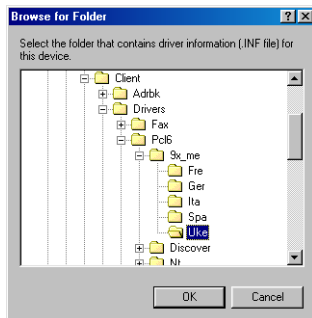 Browse for Folder
Select the folder that contains driver information (.INF file) for
this device.
Client
Adrbk
Drivers
Fax
Pcl6
9x_me
Fre
Ger
Ita
Spa
Uke
Discover
Nt
OK
Cancel